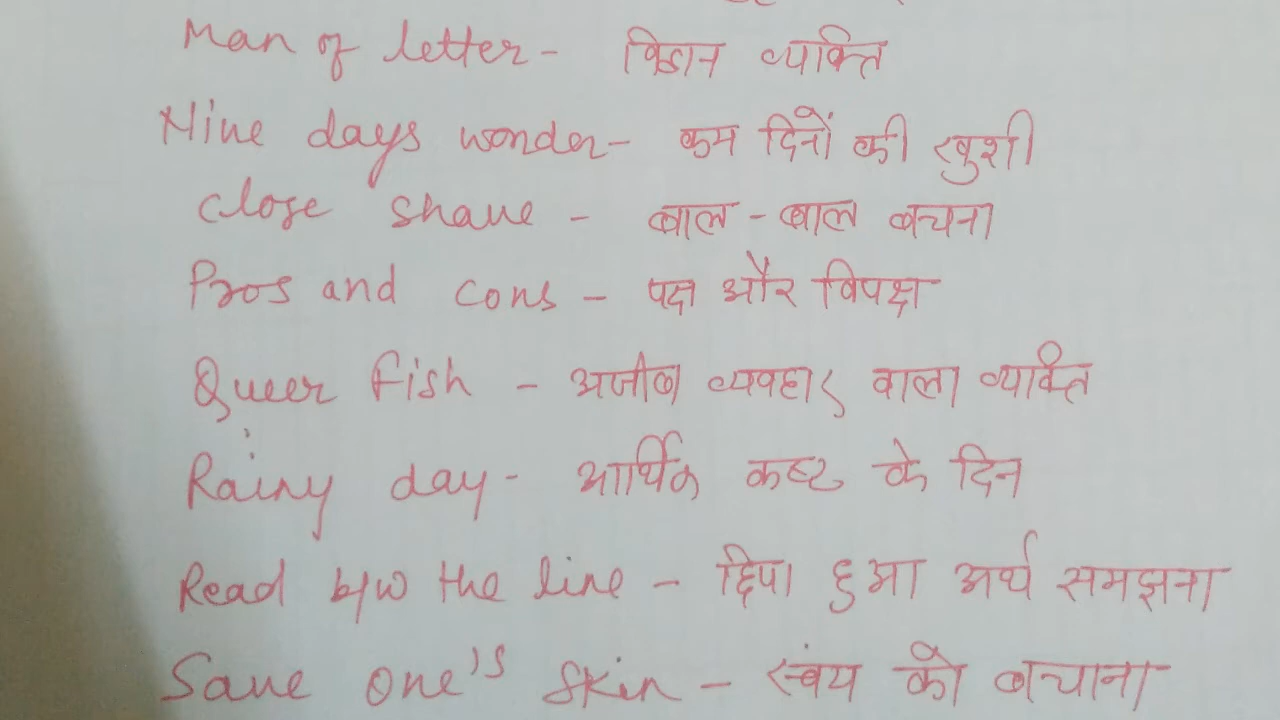 Man of letter - विद्वान व्यक्ति
Nine days wonder - कम दिनों की खुशी
Close shave - बाल - बाल बचना
Pros and cons - पक्ष और विपक्ष
Queer fish - अजीब व्यवहार वाला व्यक्ति
Rainy day - आर्थिक कष्ट के दिन
Read b/w the line - छिपा हुआ अर्थ समझना
Save one's skin - स्वंय को बचाना